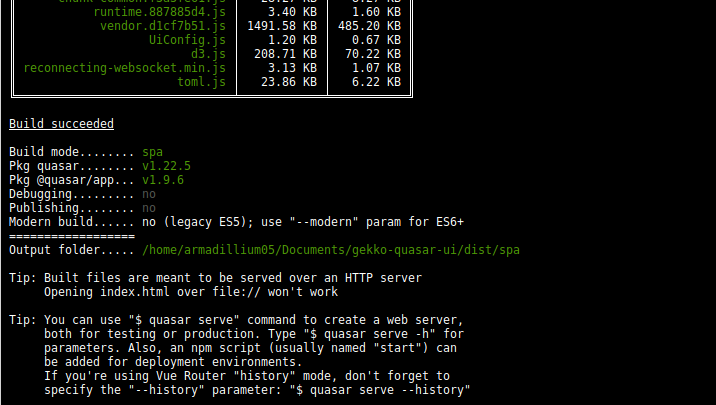 runtime.887885d4.js 3.40 KB 1.60 KB
vendor.d1cf7b51.js 1491.58 KB 485.20 KB
UiConfig.js 1.20 KB 0.67 KB
d3.js 208.71 KB 70.22 KB
reconnecting-websocket.min.js 3.13 KB 1.07 KB
toml.js 23.86 KB 6.22 KB
Build succeeded
Build mode........ spa
Pkg quasar........ v1.22.5
Pkg @quasar/app... v1.9.6
Debugging......... no
Publishing........ no
Modern build...... no (legacy ES5); use "--modern" param for ES6+
==================
Output folder..... /home/armadillium05/Documents/gekko-quasar-ui/dist/spa
Tip: Built files are meant to be served over an HTTP server
Opening index.html over file:// won't work
Tip: You can use "$ quasar serve" command to create a web server,
both for testing or production. Type "$ quasar serve -h" for
parameters. Also, an npm script (usually named "start") can
be added for deployment environments.
If you're using Vue Router "history" mode, don't forget to
specify the "--history" parameter: "$ quasar serve --history"